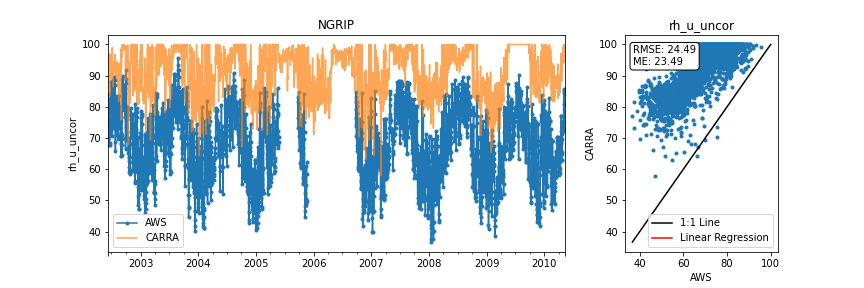 NGRIP
rh_u_uncor
100
90
80
70
60
50
40
2003
2004
2005
2006
2007
2008
2009
2010
AWS
CARRA
rh_u_uncor
CARRA
100
90
80
70
60
50
40
40
60
80
100
AWS
RMSE: 24.49
ME: 23.49
1:1 Line
Linear Regression